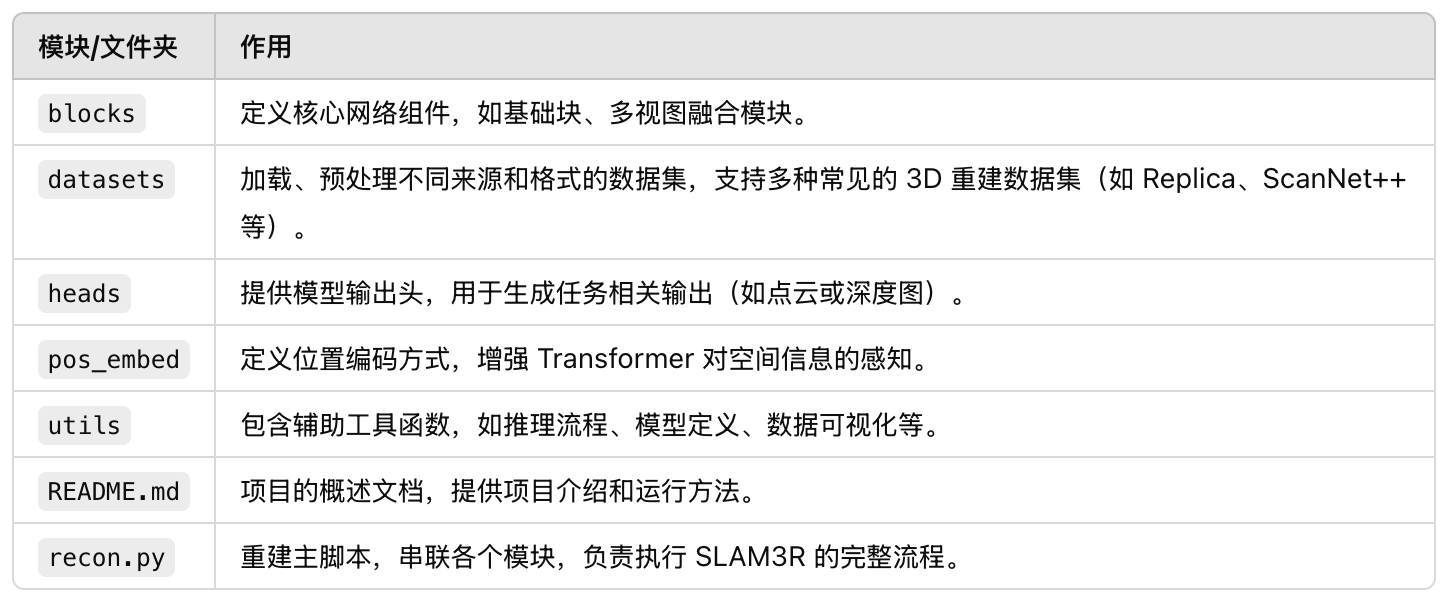 模块/文件夹 作用
blocks 定义核心网络组件，如基础块、多视图融合模块。
datasets 加载、预处理不同来源和格式的数据集，支持多种常见的 3D 重建数据集（如 Replica、ScanNet++
等）。
heads 提供模型输出头，用于生成任务相关输出（如点云或深度图）。
pos_embed 定义位置编码方式，增强 Transformer 对空间信息的感知。
utils 包含辅助工具函数，如推理流程、模型定义、数据可视化等。
README.md 项目的概述文档，提供项目介绍和运行方法。
recon.py 重建主脚本，串联各个模块，负责执行 SLAM3R 的完整流程。